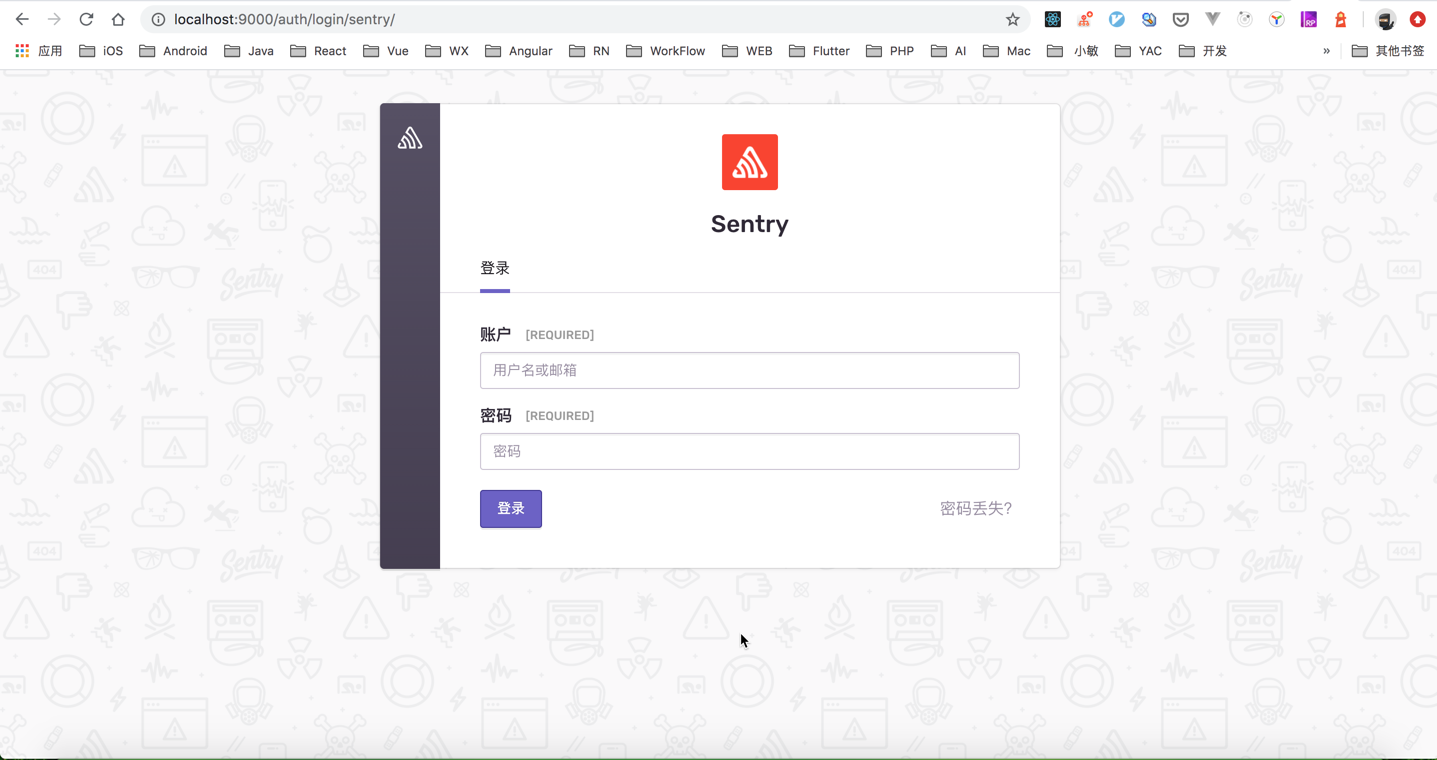 localhost:9000/auth/login/sentry/
应用 iOS Android Java React Vue WX Angular RN WorkFlow WEB Flutter PHP AI Mac 小敏 YAC 开发 » 其他书签
Sentry
登录
账户 [REQUIRED]
用户名或邮箱
密码 [REQUIRED]
密码
登录 密码丢失?